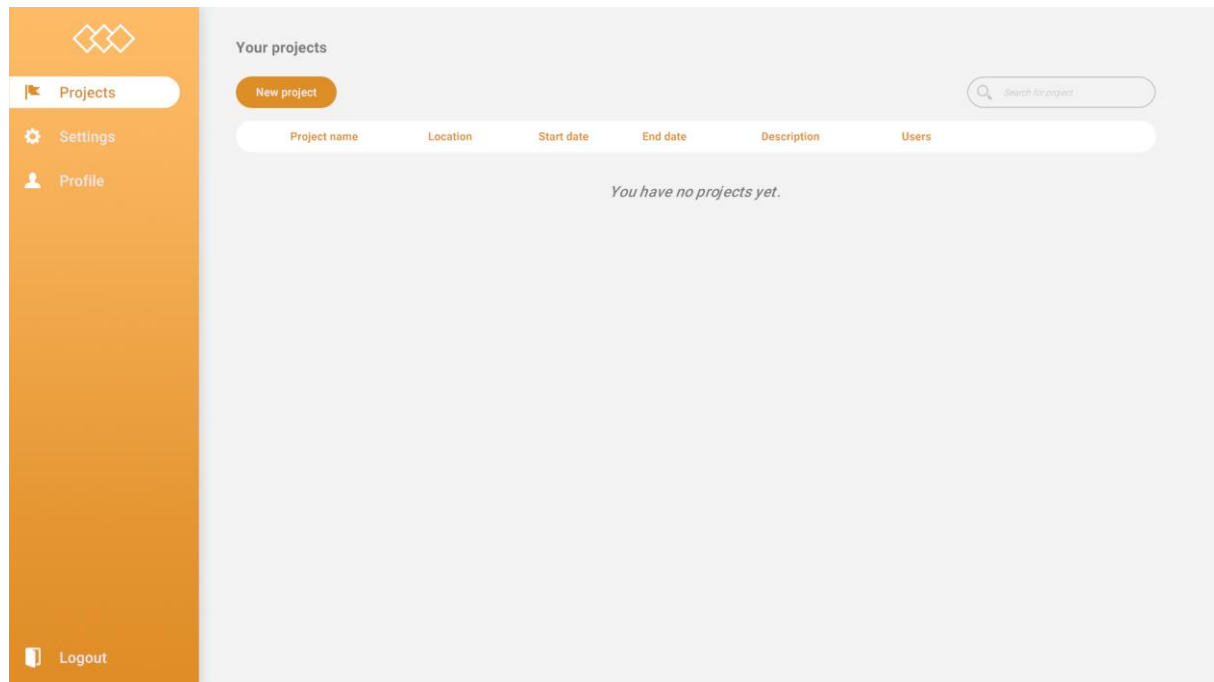 Projects
Settings
Profile
Logout
Your projects
New project
Search for project
Project name Location Start date End date Description Users
You have no projects yet.